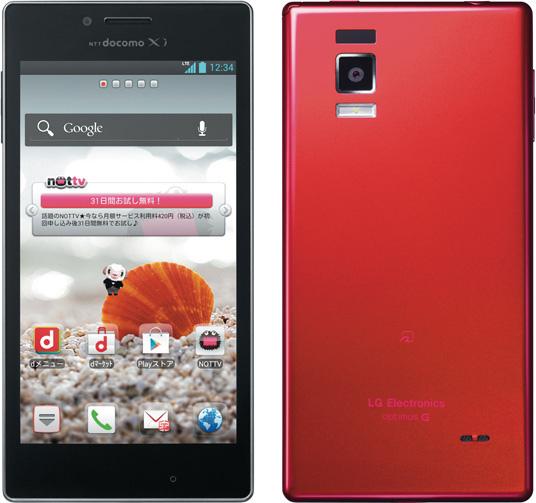 NTT docomo Xi
LTE 12:34
Google
nottv
31日間お試し無料!
話題のNOTTV★今なら月額サービス利用料420円(税込)が初
回申し込み後31日間無料でお試し♪
dメニュー
dマーケット
Playストア
NOTTV
LG Electronics
optimus G